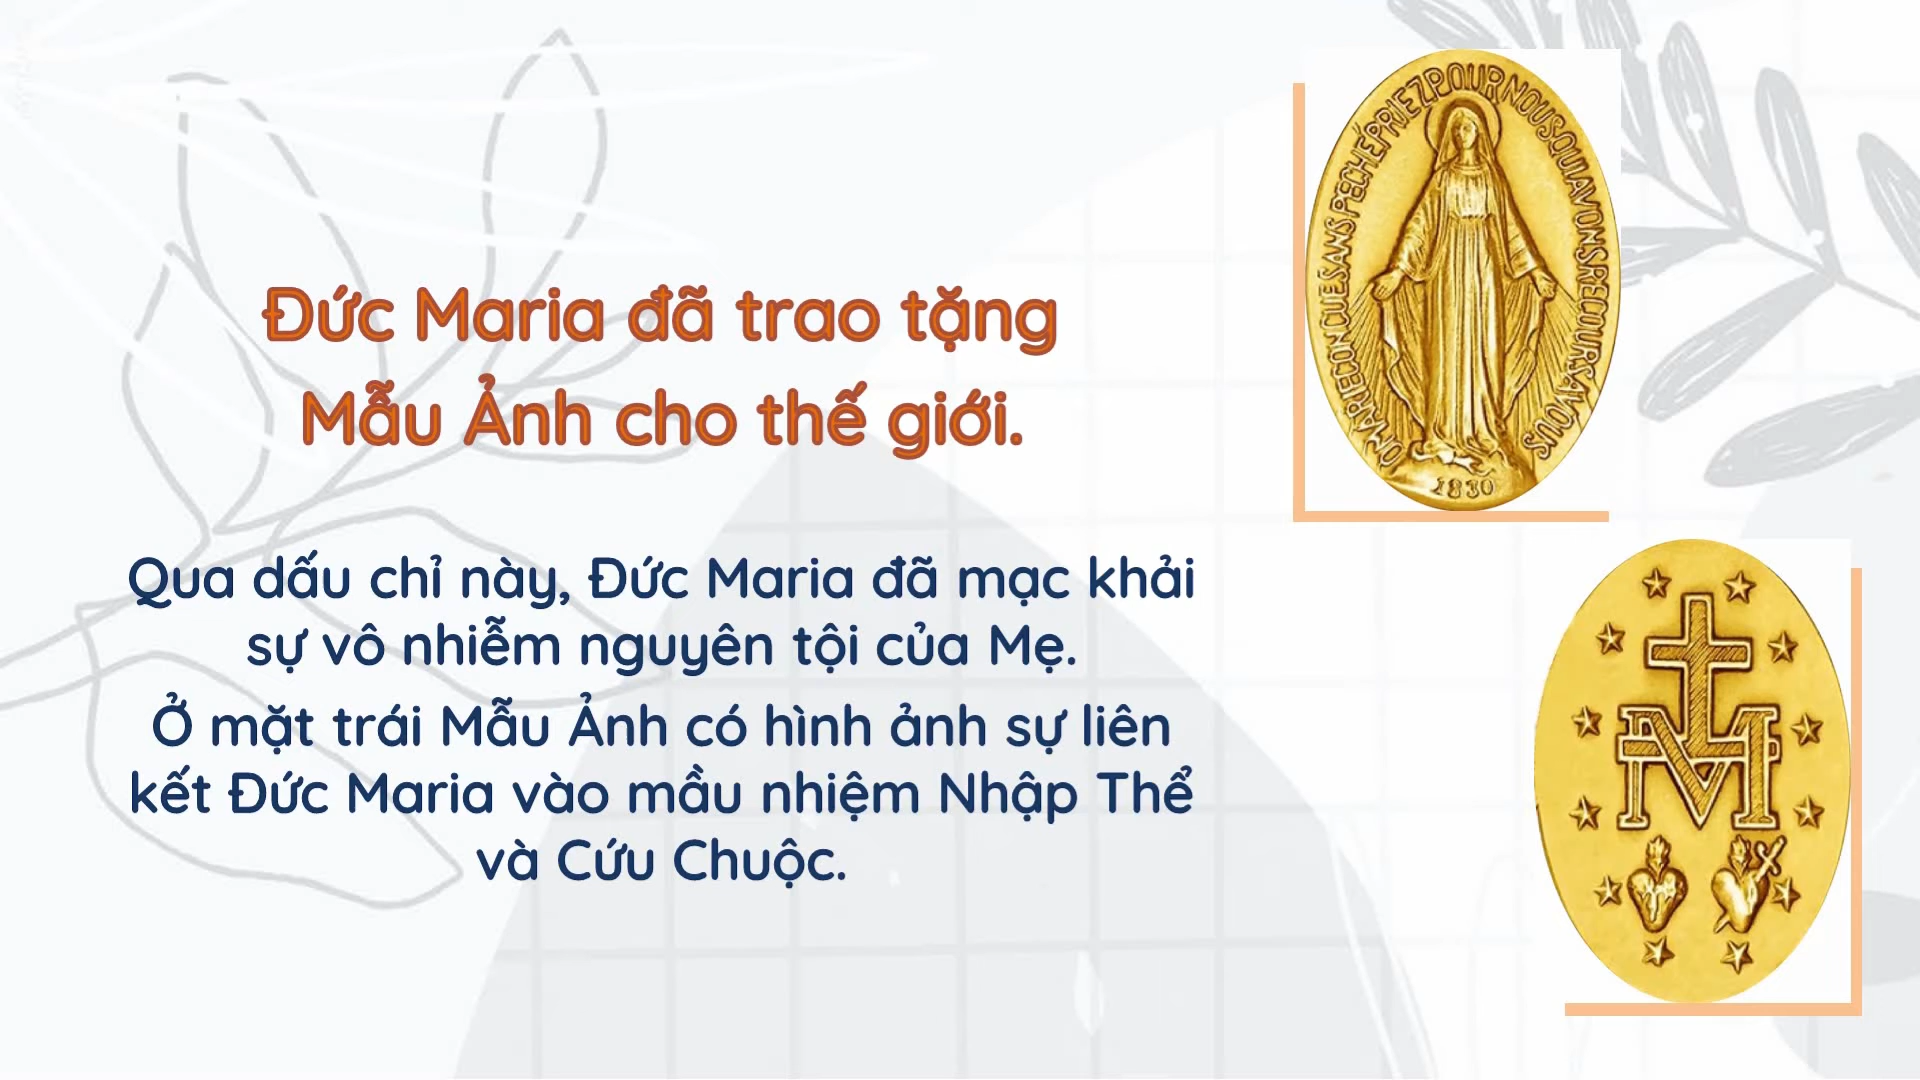 Đức Maria đã trao tặng
Mẫu Ảnh cho thế giới.
Qua dấu chỉ này, Đức Maria đã mạc khải
sự vô nhiễm nguyên tội của Mẹ.
Ở mặt trái Mẫu Ảnh có hình ảnh sự liên
kết Đức Maria vào mầu nhiệm Nhập Thể
và Cứu Chuộc.
O MARIE CONCUE SANS PECHÉ PRIEZ POUR NOUS QUI AVONS RECOURS A VOUS
1830
M